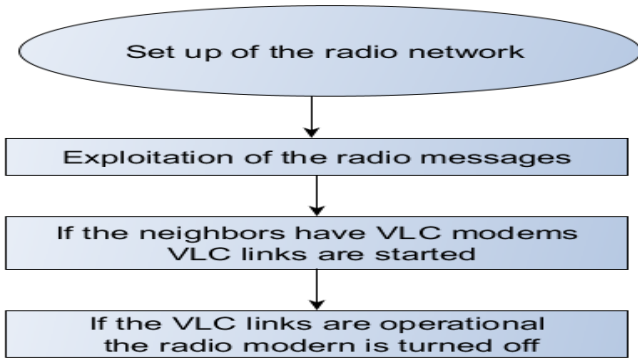 Set up of the radio network
Exploitation of the radio messages
If the neighbors have VLC modems
VLC links are started
If the VLC links are operational
the radio modern is turned off